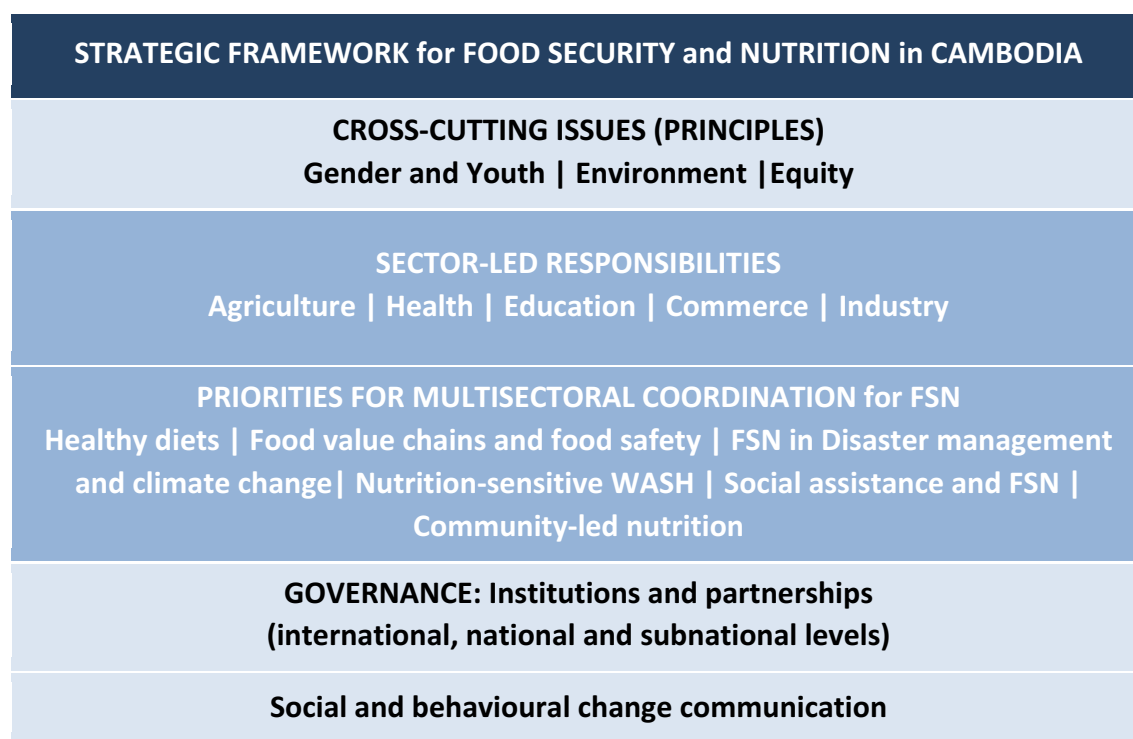 STRATEGIC FRAMEWORK for FOOD SECURITY and NUTRITION in CAMBODIA
CROSS-CUTTING ISSUES (PRINCIPLES)
Gender and Youth | Environment |Equity
SECTOR-LED RESPONSIBILITIES
Agriculture | Health | Education | Commerce | Industry
PRIORITIES FOR MULTISECTORAL COORDINATION for FSN
Healthy diets | Food value chains and food safety | FSN in Disaster management
and climate change| Nutrition-sensitive WASH | Social assistance and FSN |
Community-led nutrition
GOVERNANCE: Institutions and partnerships
(international, national and subnational levels)
Social and behavioural change communication